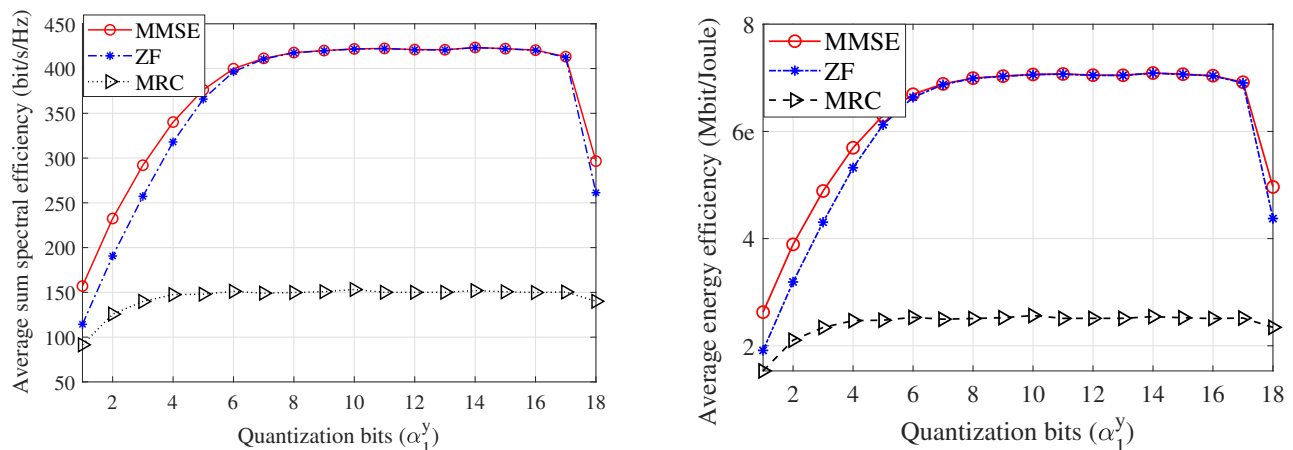 Average sum spectral efficiency (bit/s/Hz)
450
400
350
300
250
200
150
100
50
MMSE
ZF
MRC
2 4 6 8 10 12 14 16 18
Quantization bits (α₁ʸ)
Average energy efficiency (Mbit/Joule)
8
6e
4
2
MMSE
ZF
MRC
2 4 6 8 10 12 14 16 18
Quantization bits (α₁ʸ)